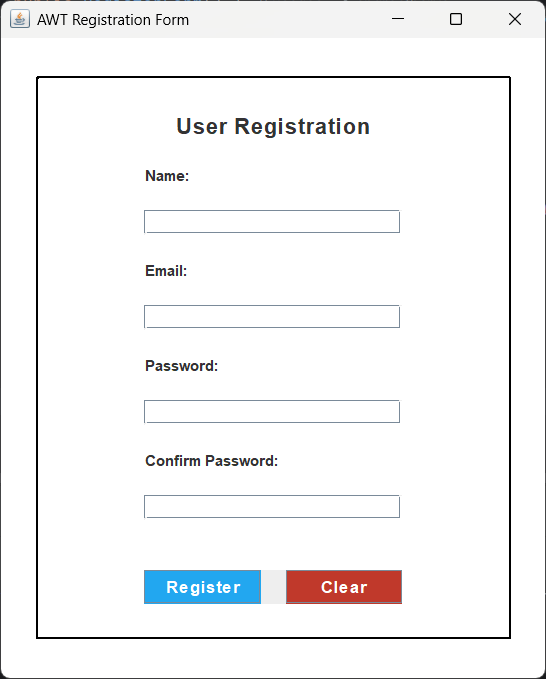 AWT Registration Form
User Registration
Name:
Email:
Password:
Confirm Password:
Register Clear